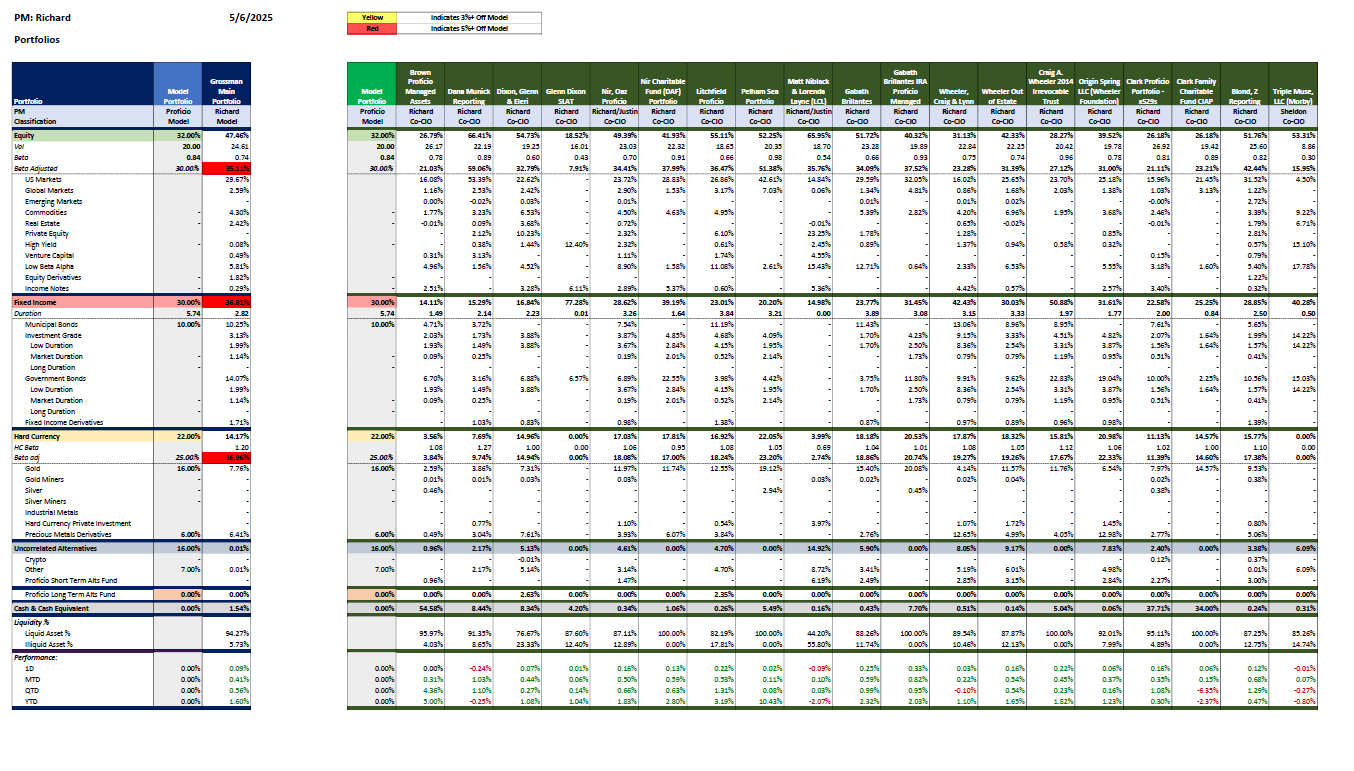 PM: Richard 5/6/2025
Yellow Indicates 3%+ Off Model
Red Indicates 5%+ Off Model
Portfolios
Portfolio Model Portfolio Grossman Main Portfolio Model Portfolio Brown Proficio Managed Assets Dana Munick Reporting Dixon, Glenn & Eleri Glenn Dixon SLAT Nir, Oaz Proficio Nir Charitable Fund (DAF) Portfolio Litchfield Proficio Pelham Sea Portfolio Matt Niblack & Lorenda Layne (LCL) Gabath Brillantes Gabath Brillantes IRA Proficio Managed Wheeler, Craig & Lynn Wheeler Out of Estate Craig A. Wheeler 2014 Irrevocable Trust Origin Spring LLC (Wheeler Foundation) Clark Proficio Portfolio - x529s Clark Family Charitable Fund CIAP Blond, Z Reporting Triple Muse, LLC (Morby)
PM Proficio Richard Proficio Richard Richard Richard Richard Richard/Justin Richard Richard Richard Richard/Justin Richard Richard Richard Richard Richard Richard Richard Richard Richard Sheldon
Classification Model Model Model Co-CIO Co-CIO Co-CIO Co-CIO Co-CIO Co-CIO Co-CIO Co-CIO Co-CIO Co-CIO Co-CIO Co-CIO Co-CIO Co-CIO Co-CIO Co-CIO Co-CIO Co-CIO Co-CIO
Equity 32.00% 47.46% 32.00% 26.79% 66.41% 54.73% 18.52% 49.39% 41.93% 55.11% 52.25% 65.95% 51.72% 40.32% 31.13% 42.33% 28.27% 39.52% 26.18% 26.18% 51.76% 53.31%
Vol 20.00 24.61 20.00 26.17 22.19 19.25 16.01 23.03 22.32 18.65 20.35 18.70 23.28 19.89 22.84 22.25 20.42 19.78 26.92 19.42 25.60 8.86
Beta 0.84 0.74 0.84 0.78 0.89 0.60 0.43 0.70 0.91 0.66 0.98 0.54 0.66 0.93 0.75 0.74 0.96 0.78 0.81 0.89 0.82 0.30
Beta Adjusted 30.00% 35.11% 30.00% 21.03% 59.06% 32.79% 7.91% 34.41% 37.99% 36.47% 51.38% 35.76% 34.09% 37.52% 23.28% 31.39% 27.12% 31.00% 21.11% 23.21% 42.44% 15.95%
US Markets 29.67% 16.08% 53.39% 22.62% - 23.72% 28.83% 26.86% 42.61% 14.84% 29.59% 32.05% 16.02% 25.65% 23.70% 25.18% 15.96% 21.45% 31.52% 4.50%
Global Markets 2.59% 1.16% 2.53% 2.42% - 2.90% 1.53% 3.17% 7.03% 0.06% 1.34% 4.81% 0.86% 1.68% 2.03% 1.38% 1.03% 3.13% 1.22% -
Emerging Markets 0.00% -0.02% 0.03% - 0.01% - - - - 0.01% - 0.01% 0.02% - - -0.00% - 2.72% -
Commodities - 4.30% - 1.77% 3.23% 6.53% - 4.50% 4.63% 4.95% - - 5.39% 2.82% 4.20% 6.96% 1.95% 3.68% 2.46% - 3.39% 9.22%
Real Estate - 2.42% - -0.01% 0.09% 3.68% - 0.72% - - - -0.01% - - 0.65% -0.02% - - -0.01% - 1.79% 6.71%
Private Equity - - 2.12% 10.23% - 2.32% - 6.10% - 23.25% 1.78% - 1.28% - - 0.85% - - 2.81% -
High Yield - 0.08% - - 0.38% 1.44% 12.40% 2.32% - 0.61% - 2.45% 0.89% - 1.37% 0.94% 0.58% 0.32% - - 0.57% 15.10%
Venture Capital 0.49% 0.31% 3.13% - - 1.11% - 1.74% - 4.55% - - - - - - 0.15% - 0.79% -
Low Beta Alpha 5.81% 4.96% 1.56% 4.52% - 8.90% 1.58% 11.08% 2.61% 15.43% 12.71% 0.64% 2.33% 6.53% - 5.55% 3.18% 1.60% 5.40% 17.78%
Equity Derivatives - 1.82% - - - - - - - - - - - - - - - - - - 1.22% -
Income Notes - 0.29% - 2.51% - 3.28% 6.11% 2.89% 5.37% 0.60% - 5.36% - - 4.42% 0.57% - 2.57% 3.40% - 0.32% -
Fixed Income 30.00% 36.81% 30.00% 14.11% 15.29% 16.84% 77.28% 28.62% 39.19% 23.01% 20.20% 14.98% 23.77% 31.45% 42.43% 30.03% 50.88% 31.61% 22.58% 25.25% 28.85% 40.28%
Duration 5.74 2.82 5.74 1.49 2.14 2.23 0.01 3.26 1.64 3.84 3.21 0.00 3.89 3.08 3.15 3.33 1.97 1.77 2.00 0.84 2.50 0.50
Municipal Bonds 10.00% 10.25% 10.00% 4.71% 3.72% - - 7.54% - 11.19% - - 11.43% - 13.06% 8.96% 8.95% - 7.61% - 5.65% -
Investment Grade 3.13% 2.03% 1.73% 3.88% - 3.87% 4.85% 4.68% 4.09% - 1.70% 4.23% 9.15% 3.33% 4.51% 4.82% 2.07% 1.64% 1.99% 14.22%
Low Duration 1.99% 1.93% 1.49% 3.88% - 3.67% 2.84% 4.15% 1.95% - 1.70% 2.50% 8.36% 2.54% 3.31% 3.87% 1.56% 1.64% 1.57% 14.22%
Market Duration - 1.14% - 0.09% 0.25% - - 0.19% 2.01% 0.52% 2.14% - - 1.73% 0.79% 0.79% 1.19% 0.95% 0.51% - 0.41% -
Long Duration - - - - - - - - - - - - - - - - - - - - - -
Government Bonds 14.07% 6.70% 3.16% 6.88% 6.57% 6.89% 22.55% 3.98% 4.42% - 3.75% 11.80% 9.91% 9.62% 22.83% 19.04% 10.00% 2.25% 10.56% 15.03%
Low Duration 1.99% 1.93% 1.49% 3.88% - 3.67% 2.84% 4.15% 1.95% - 1.70% 2.50% 8.36% 2.54% 3.31% 3.87% 1.56% 1.64% 1.57% 14.22%
Market Duration - 1.14% - 0.09% 0.25% - - 0.19% 2.01% 0.52% 2.14% - - 1.73% 0.79% 0.79% 1.19% 0.95% 0.51% - 0.41% -
Long Duration - - - - - - - - - - - - - - - - - - - - - -
Fixed Income Derivatives 1.71% - 1.03% 0.83% - 0.98% - 1.38% - - 0.87% - 0.97% 0.89% 0.96% 0.98% - - 1.39% -
Hard Currency 22.00% 14.17% 22.00% 3.56% 7.69% 14.96% 0.00% 17.03% 17.81% 16.92% 22.05% 3.99% 18.18% 20.53% 17.87% 18.32% 15.81% 20.98% 11.13% 14.57% 15.77% 0.00%
HC Beta 1.20 1.08 1.27 1.00 0.00 1.06 0.95 1.08 1.05 0.69 1.04 1.01 1.08 1.05 1.12 1.06 1.02 1.00 1.10 0.00
Beta adj 25.00% 16.96% 25.00% 3.84% 9.74% 14.94% 0.00% 18.08% 17.00% 18.24% 23.20% 2.74% 18.86% 20.74% 19.27% 19.26% 17.67% 22.33% 11.39% 14.60% 17.38% 0.00%
Gold 16.00% 7.76% 16.00% 2.59% 3.86% 7.31% - 11.97% 11.74% 12.55% 19.12% - 15.40% 20.08% 4.14% 11.57% 11.76% 6.54% 7.97% 14.57% 9.53% -
Gold Miners - - - 0.01% 0.01% 0.03% - 0.03% - - - 0.03% 0.02% - 0.02% 0.04% - - 0.02% - 0.38% -
Silver - - - 0.46% - - - - - - 2.94% - - 0.45% - - - - 0.38% - - -
Silver Miners - - - - - - - - - - - - - - - - - - - - - -
Industrial Metals - - - - - - - - - - - - - - - - - - - -
Hard Currency Private Investment - - 0.77% - - 1.10% - 0.54% - 3.97% - - 1.07% 1.72% - 1.45% - - 0.80% -
Precious Metals Derivatives 6.00% 6.41% 6.00% 0.49% 3.04% 7.61% - 3.93% 6.07% 3.84% - - 2.76% - 12.65% 4.99% 4.05% 12.98% 2.77% - 5.06% -
Uncorrelated Alternatives 16.00% 0.01% 16.00% 0.96% 2.17% 5.13% 0.00% 4.61% 0.00% 4.70% 0.00% 14.92% 5.90% 0.00% 8.05% 9.17% 0.00% 7.83% 2.40% 0.00% 3.38% 6.09%
Crypto - - - -0.01% - - - - - - - - - - - - 0.12% - 0.37% -
Other 7.00% 0.01% 7.00% - 2.17% 5.14% - 3.14% - 4.70% - 8.72% 3.41% - 5.19% 6.01% - 4.98% - - 0.01% 6.09%
Proficio Short Term Alts Fund - 0.96% - - - 1.47% - - - 6.19% 2.49% - 2.85% 3.15% - 2.84% 2.27% - 3.00% -
Proficio Long Term Alts Fund 0.00% 0.00% 0.00% 0.00% 0.00% 2.63% 0.00% 0.00% 0.00% 2.35% 0.00% 0.00% 0.00% 0.00% 0.00% 0.00% 0.00% 0.00% 0.00% 0.00% 0.00% 0.00%
Cash & Cash Equivalent 0.00% 1.54% 0.00% 54.58% 8.44% 8.34% 4.20% 0.34% 1.06% 0.26% 5.49% 0.16% 0.43% 7.70% 0.51% 0.14% 5.04% 0.06% 37.71% 34.00% 0.24% 0.31%
Liquidity %
Liquid Asset % 94.27% 95.97% 91.35% 76.67% 87.60% 87.11% 100.00% 82.19% 100.00% 44.20% 88.26% 100.00% 89.54% 87.87% 100.00% 92.01% 95.11% 100.00% 87.25% 85.26%
Illiquid Asset % 5.73% 4.03% 8.65% 23.33% 12.40% 12.89% 0.00% 17.81% 0.00% 55.80% 11.74% 0.00% 10.46% 12.13% 0.00% 7.99% 4.89% 0.00% 12.75% 14.74%
Performance:
1D 0.00% 0.09% 0.00% 0.00% -0.24% 0.07% 0.01% 0.16% 0.13% 0.22% 0.02% -0.09% 0.25% 0.33% 0.03% 0.16% 0.22% 0.06% 0.16% 0.06% 0.12% -0.01%
MTD 0.00% 0.41% 0.00% 0.31% 1.03% 0.44% 0.06% 0.50% 0.59% 0.53% 0.11% 0.10% 0.59% 0.82% 0.22% 0.54% 0.45% 0.37% 0.35% 0.15% 0.68% 0.07%
QTD 0.00% 0.56% 0.00% 4.36% 1.10% 0.27% 0.14% 0.66% 0.63% 1.31% 0.08% 0.03% 0.99% 0.95% -0.10% 0.54% 0.23% 0.16% 1.08% -6.35% 1.29% -0.27%
YTD 0.00% 1.60% 0.00% 5.00% -0.25% 1.08% 1.04% 1.83% 2.80% 3.19% 10.43% -2.07% 2.32% 2.03% 1.10% 1.65% 1.82% 1.23% 0.30% -2.37% 0.47% -0.80%